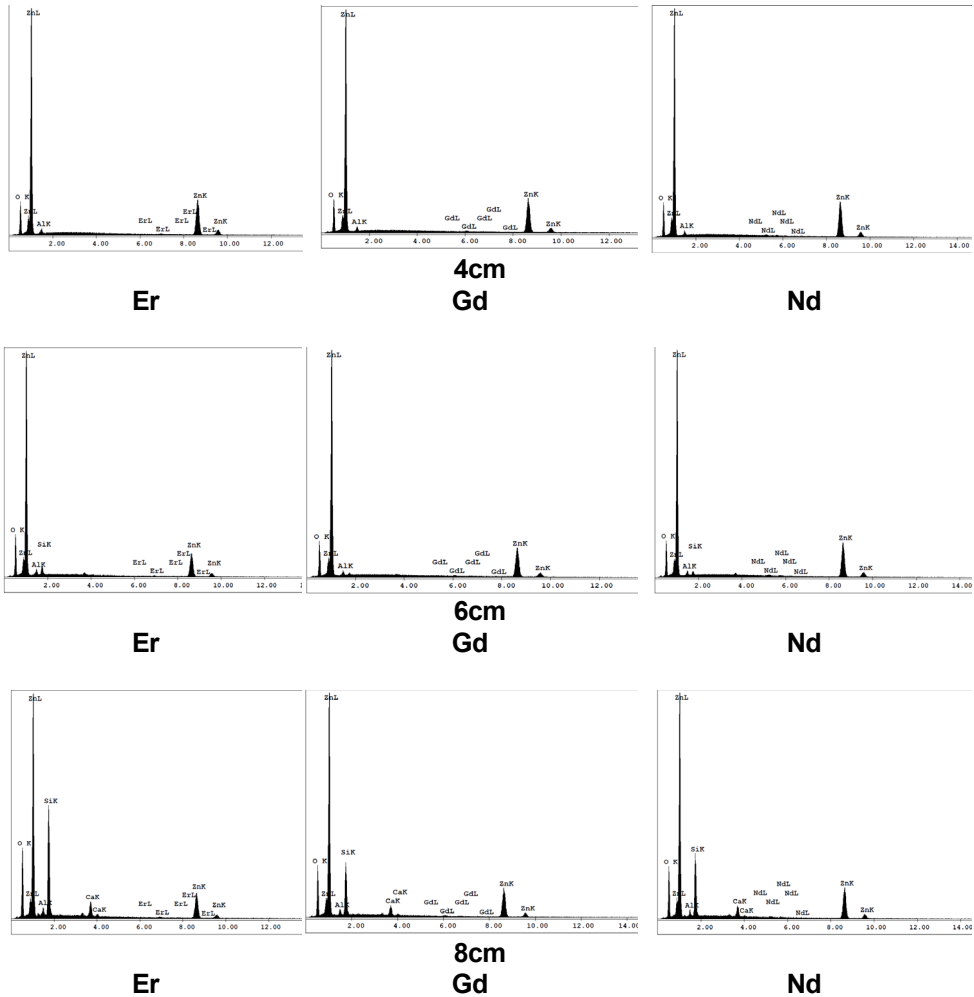 ZnL
O K
ZnL
AlK
ErL
ErL
ErL
ErL
ZnK
ErL
ZnK
2.00 4.00 6.00 8.00 10.00 12.00
ZnL
O K
ZnL
AlK
GdL
GdL
GdL
GdL
GdL
ZnK
ZnK
2.00 4.00 6.00 8.00 10.00 12.00
ZnL
O K
ZnL
AlK
NdL
NdL
NdL
NdL
NdL
ZnK
ZnK
2.00 4.00 6.00 8.00 10.00 12.00 14.00
4cm
Er Gd Nd
ZnL
O K
ZnL
AlK
SiK
ErL
ErL
ErL
ErL
ZnK
ErL
ZnK
2.00 4.00 6.00 8.00 10.00 12.00
ZnL
O K
ZnL
AlK
GdL
GdL
GdL
GdL
GdL
ZnK
ZnK
2.00 4.00 6.00 8.00 10.00 12.00 14.00
ZnL
O K
ZnL
AlK
SiK
NdL
NdL
NdL
NdL
NdL
ZnK
ZnK
2.00 4.00 6.00 8.00 10.00 12.00 14.00
6cm
Er Gd Nd
ZnL
O K
ZnL
AlK
SiK
CaK
CaK
ErL
ErL
ErL
ErL
ZnK
ErL
ZnK
2.00 4.00 6.00 8.00 10.00 12.00
ZnL
O K
ZnL
AlK
SiK
CaK
CaK
GdL
GdL
GdL
GdL
GdL
ZnK
ZnK
2.00 4.00 6.00 8.00 10.00 12.00 14.00
ZnL
O K
ZnL
AlK
SiK
CaK
CaK
NdL
NdL
NdL
NdL
NdL
ZnK
ZnK
2.00 4.00 6.00 8.00 10.00 12.00
8cm
Er Gd Nd